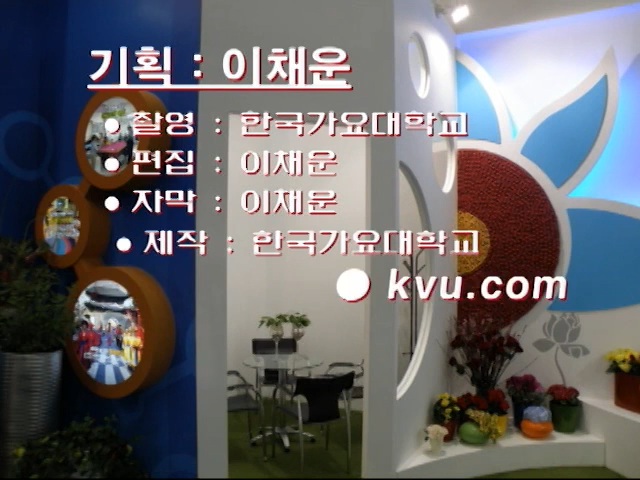 기획 : 이채운
● 촬영 : 한국가요대학교
● 편집 : 이채운
● 자막 : 이채운
● 제작 : 한국가요대학교
● kvu.com